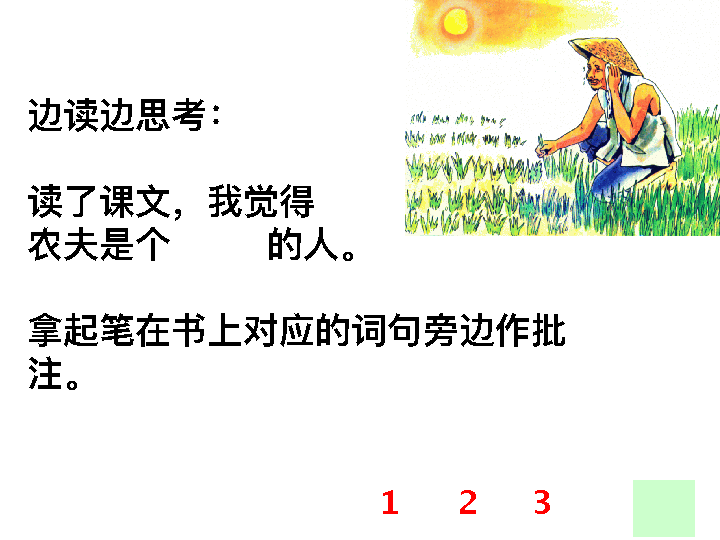 边读边思考：
读了课文，我觉得
农夫是个　　的人。
拿起笔在书上对应的词句旁边作批
注。
1 2 3